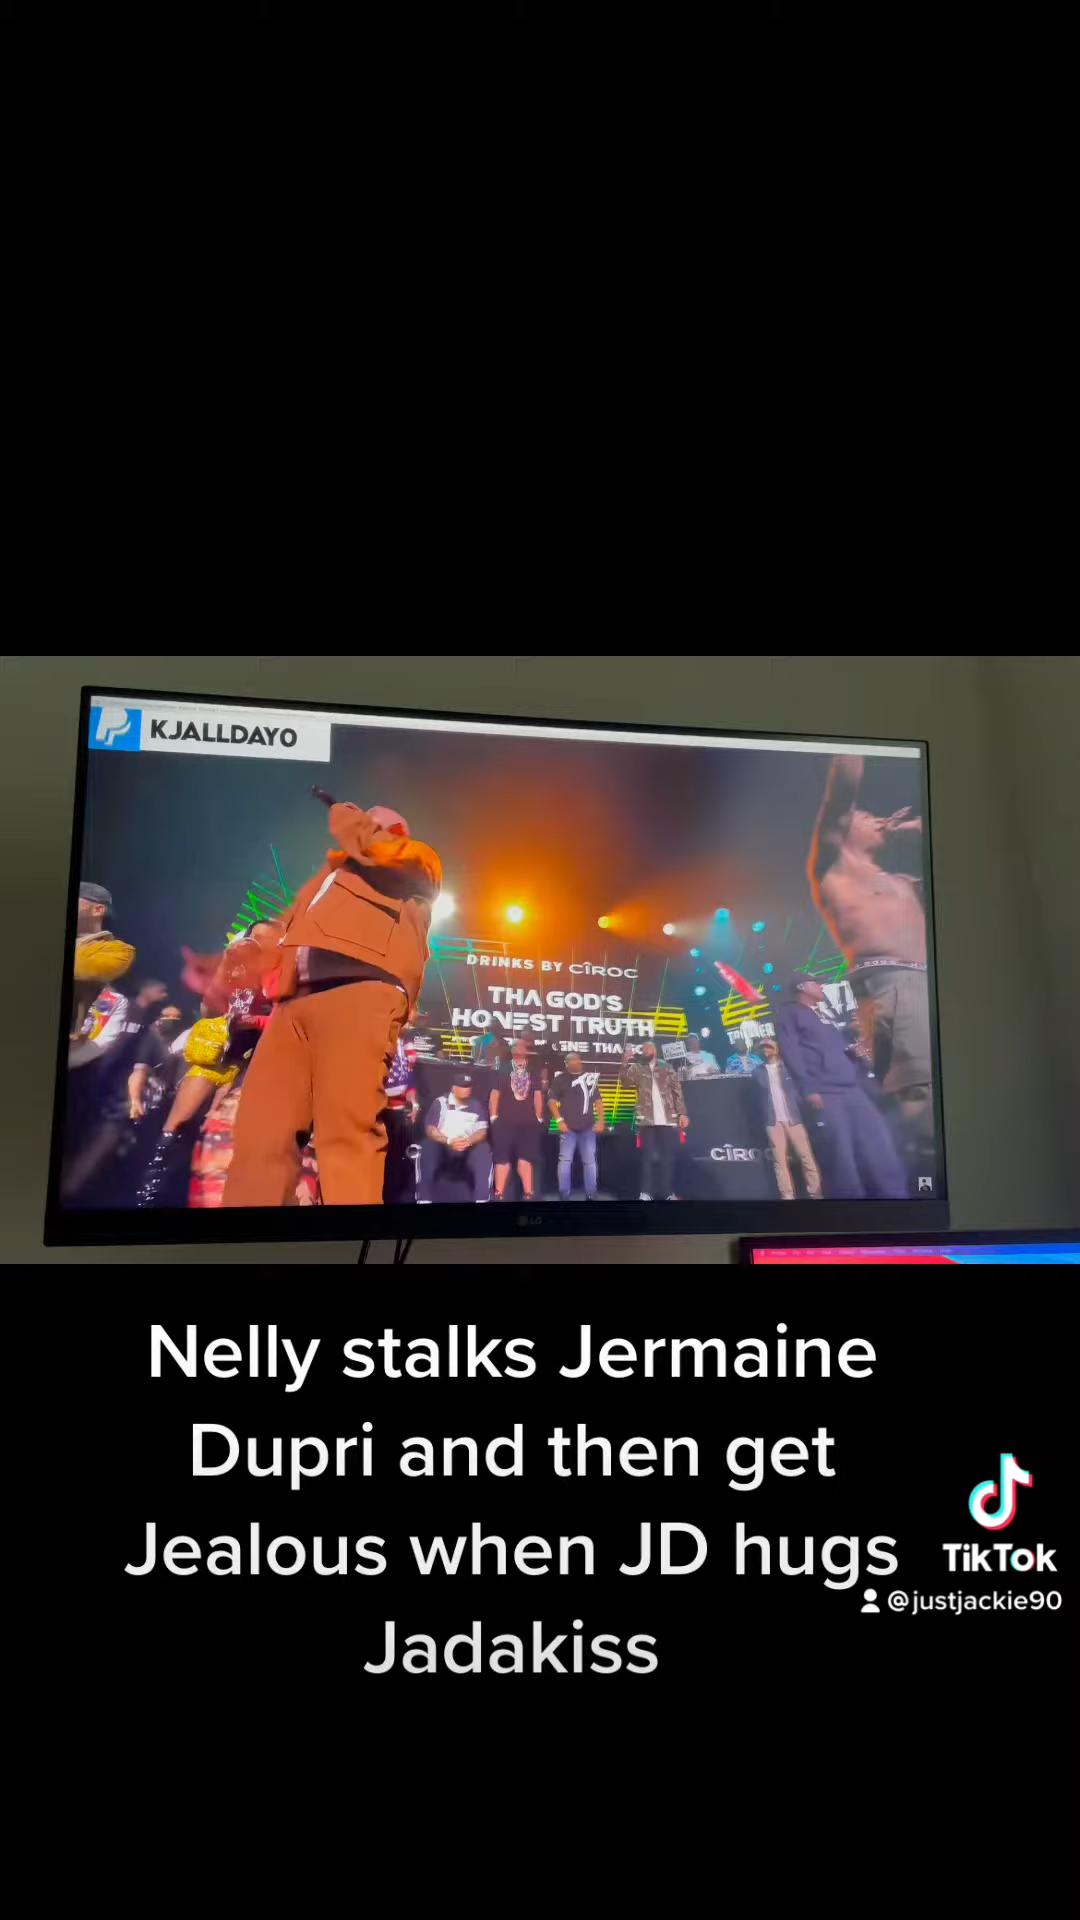 KJALLDAYO
DRINKS BY CÎROC
THA GOD'S
HONEST TRUTH
CÎROC
LG
Nelly stalks Jermaine
Dupri and then get
Jealous when JD hugs
Jadakiss
TikTok
@justjackie90